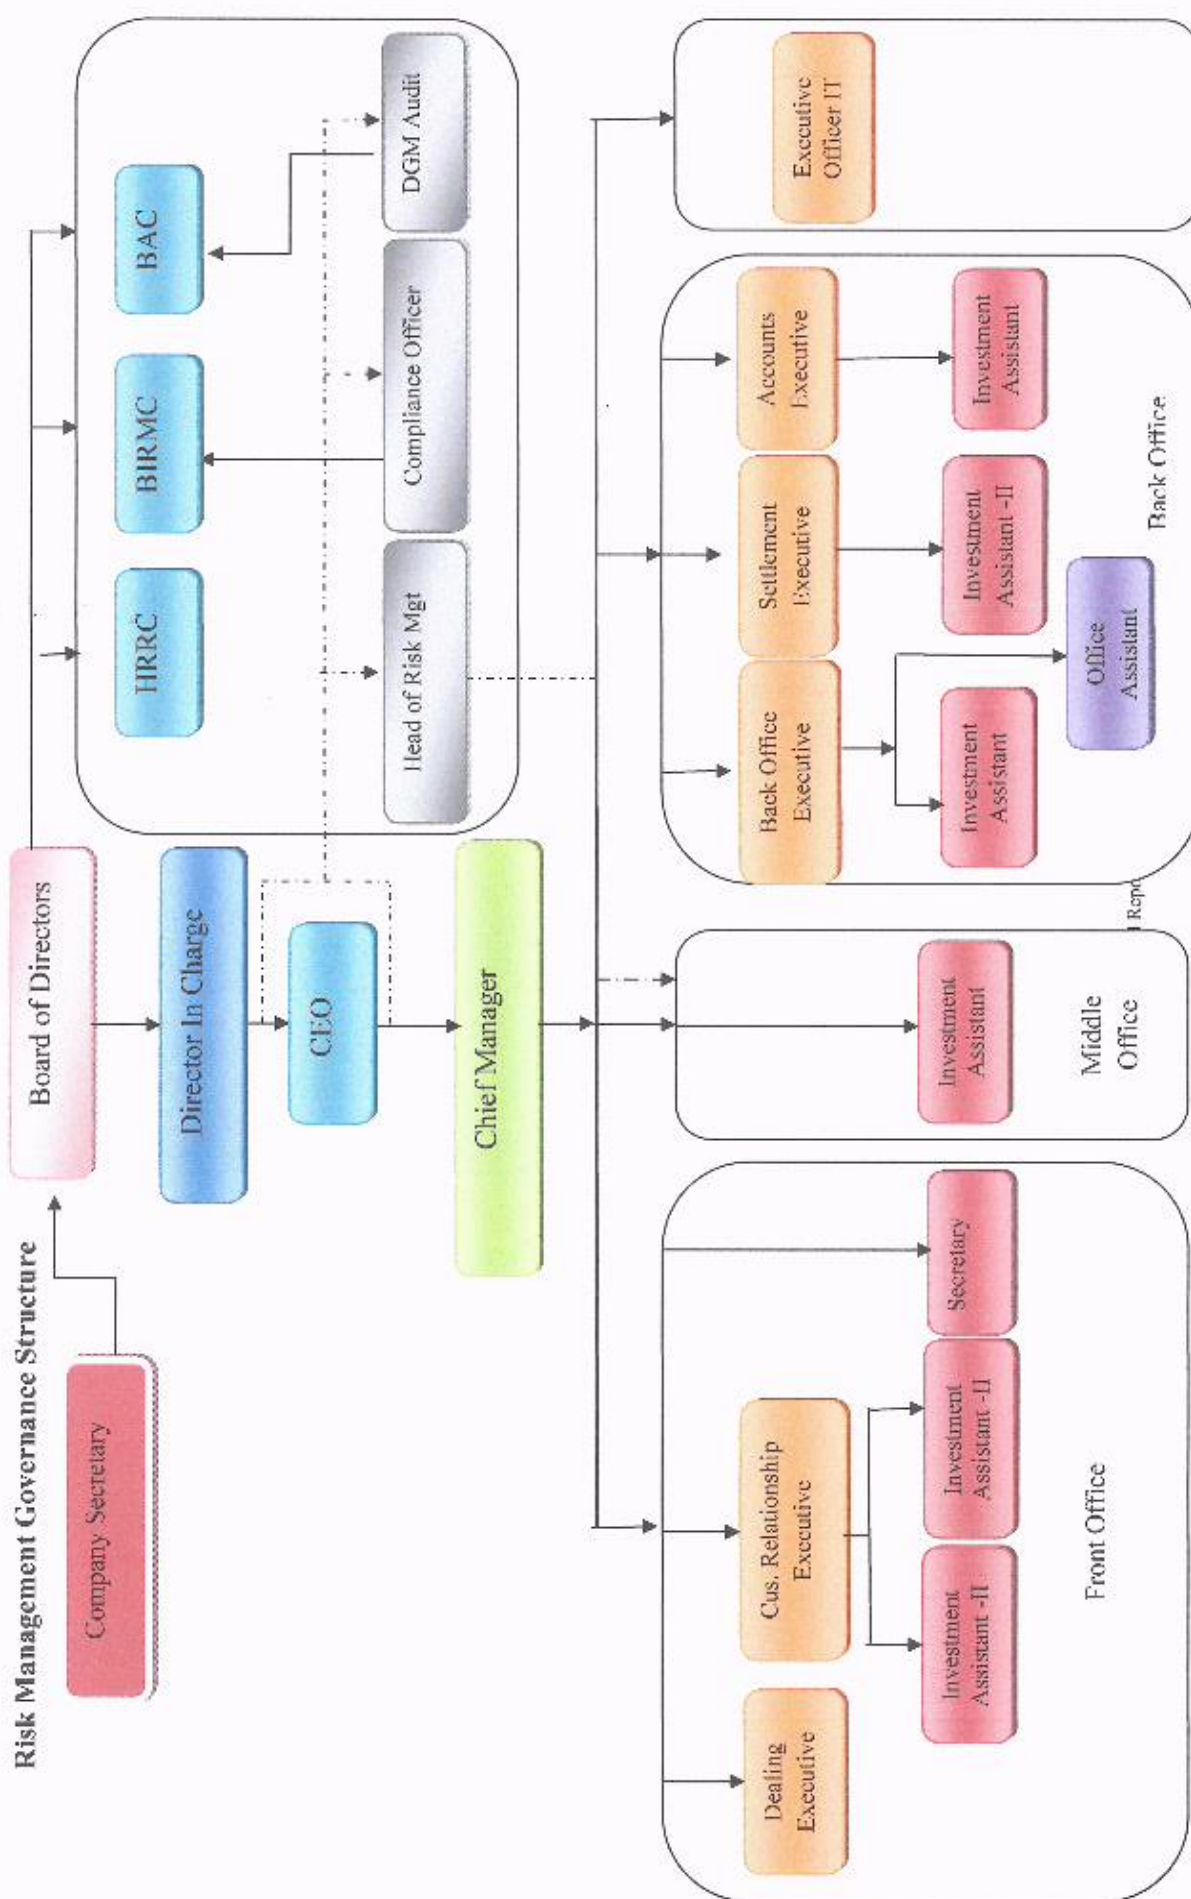 Risk Management Governance Structure
Company Secretary
Board of Directors
Director In Charge
CEO
Chief Manager
HRRC
BIRMC
BAC
Head of Risk Mgt
Compliance Officer
DGM Audit
Dealing
Executive
Cus. Relationship
Executive
Investment
Assistant -II
Investment
Assistant -II
Secretary
Front Office
Investment
Assistant
Middle
Office
Back Office
Executive
Settlement
Executive
Accounts
Executive
Investment
Assistant
Office
Assistant
Investment
Assistant -II
Investment
Assistant
Back Office
Executive
Officer IT